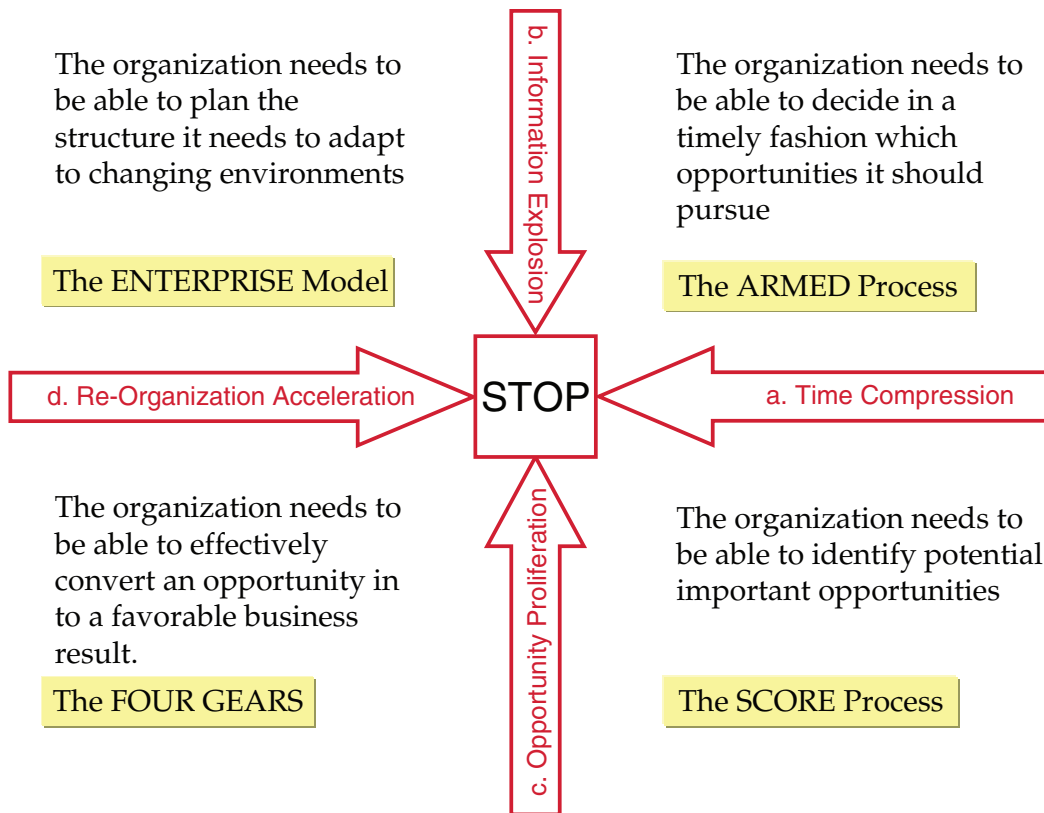 The organization needs to
be able to plan the
structure it needs to adapt
to changing environments
The ENTERPRISE Model
b. Information Explosion
The organization needs to
be able to decide in a
timely fashion which
opportunities it should
pursue
The ARMED Process
d. Re-Organization Acceleration
STOP
a. Time Compression
The organization needs to
be able to effectively
convert an opportunity in
to a favorable business
result.
The FOUR GEARS
c. Opportunity Proliferation
The organization needs to
be able to identify potential
important opportunities
The SCORE Process